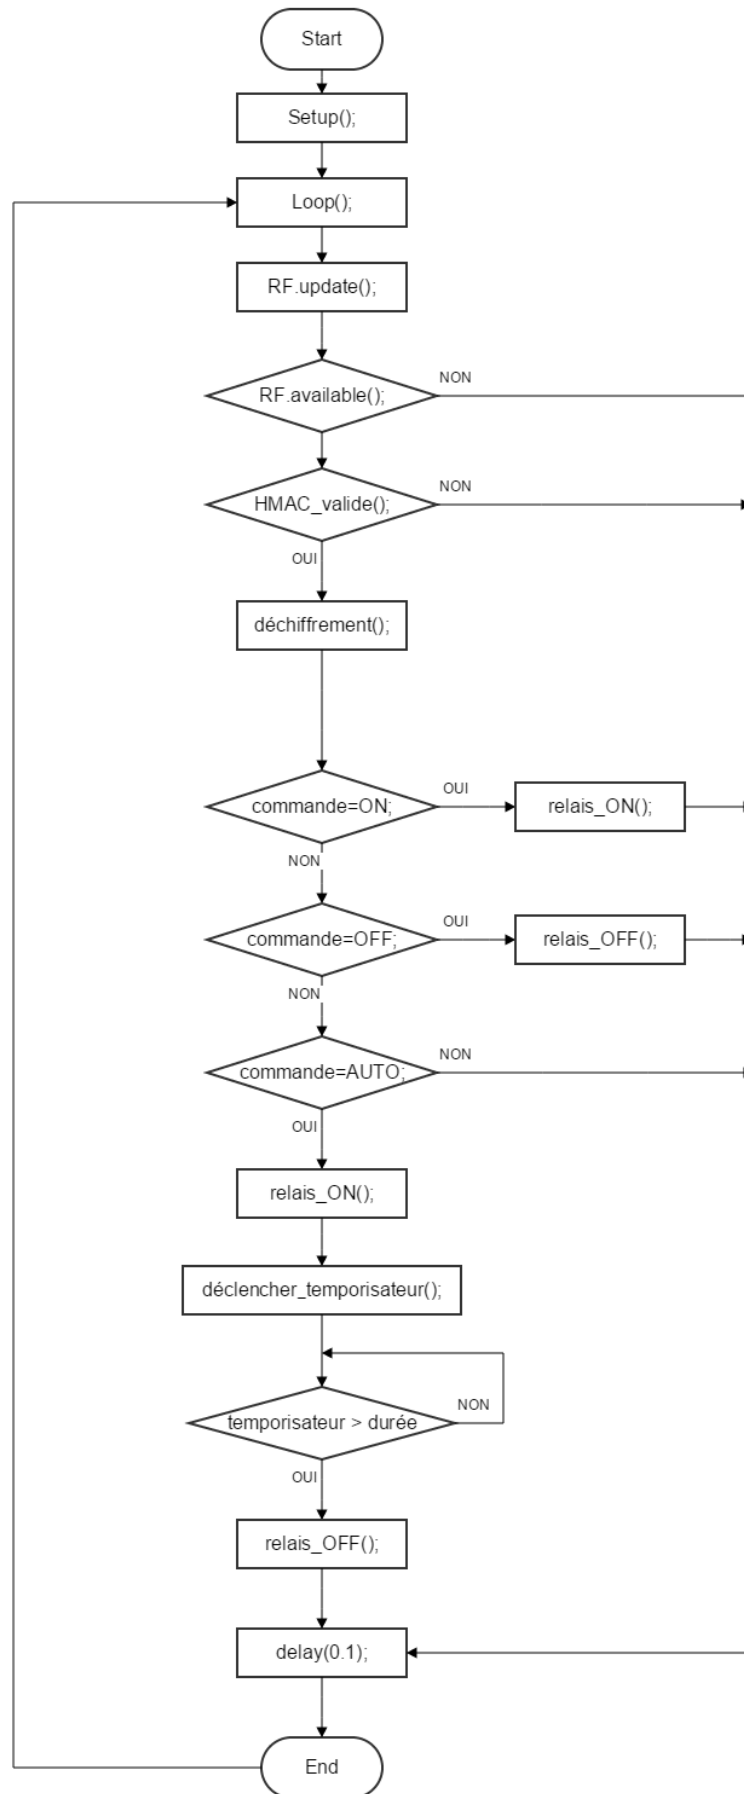 Start
Setup();
Loop();
RF.update();
RF.available();
NON
HMAC_valide();
NON
OUI
déchiffrement();
commande=ON;
OUI
relais_ON();
NON
commande=OFF;
OUI
relais_OFF();
NON
commande=AUTO;
NON
OUI
relais_ON();
déclencher_temporisateur();
temporisateur > durée
NON
OUI
relais_OFF();
delay(0.1);
End